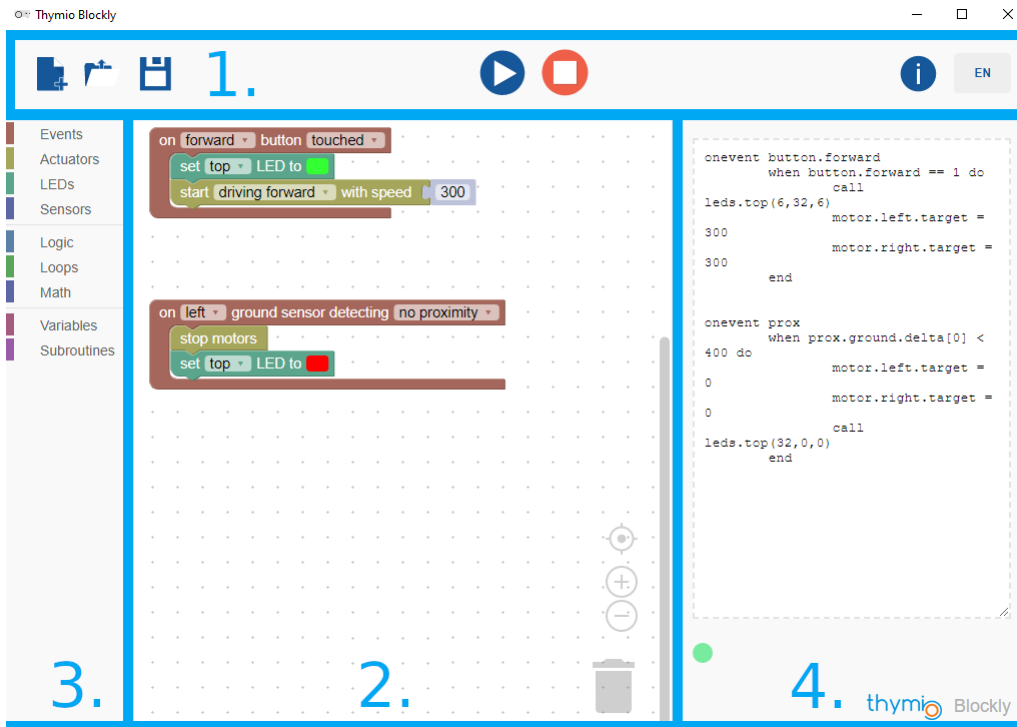 Thymio Blockly
1.
i
EN
Events
Actuators
LEDs
Sensors
Logic
Loops
Math
Variables
Subroutines
3.
on forward button touched
set top LED to
start driving forward with speed 300
on left ground sensor detecting no proximity
stop motors
set top LED to
2.
onevent button.forward
when button.forward == 1 do
call
leds.top(6,32,6)
motor.left.target =
300
motor.right.target =
300
end
onevent prox
when prox.ground.delta[0] <
400 do
motor.left.target =
0
motor.right.target =
0
call
leds.top(32,0,0)
end
4.
thymio Blockly